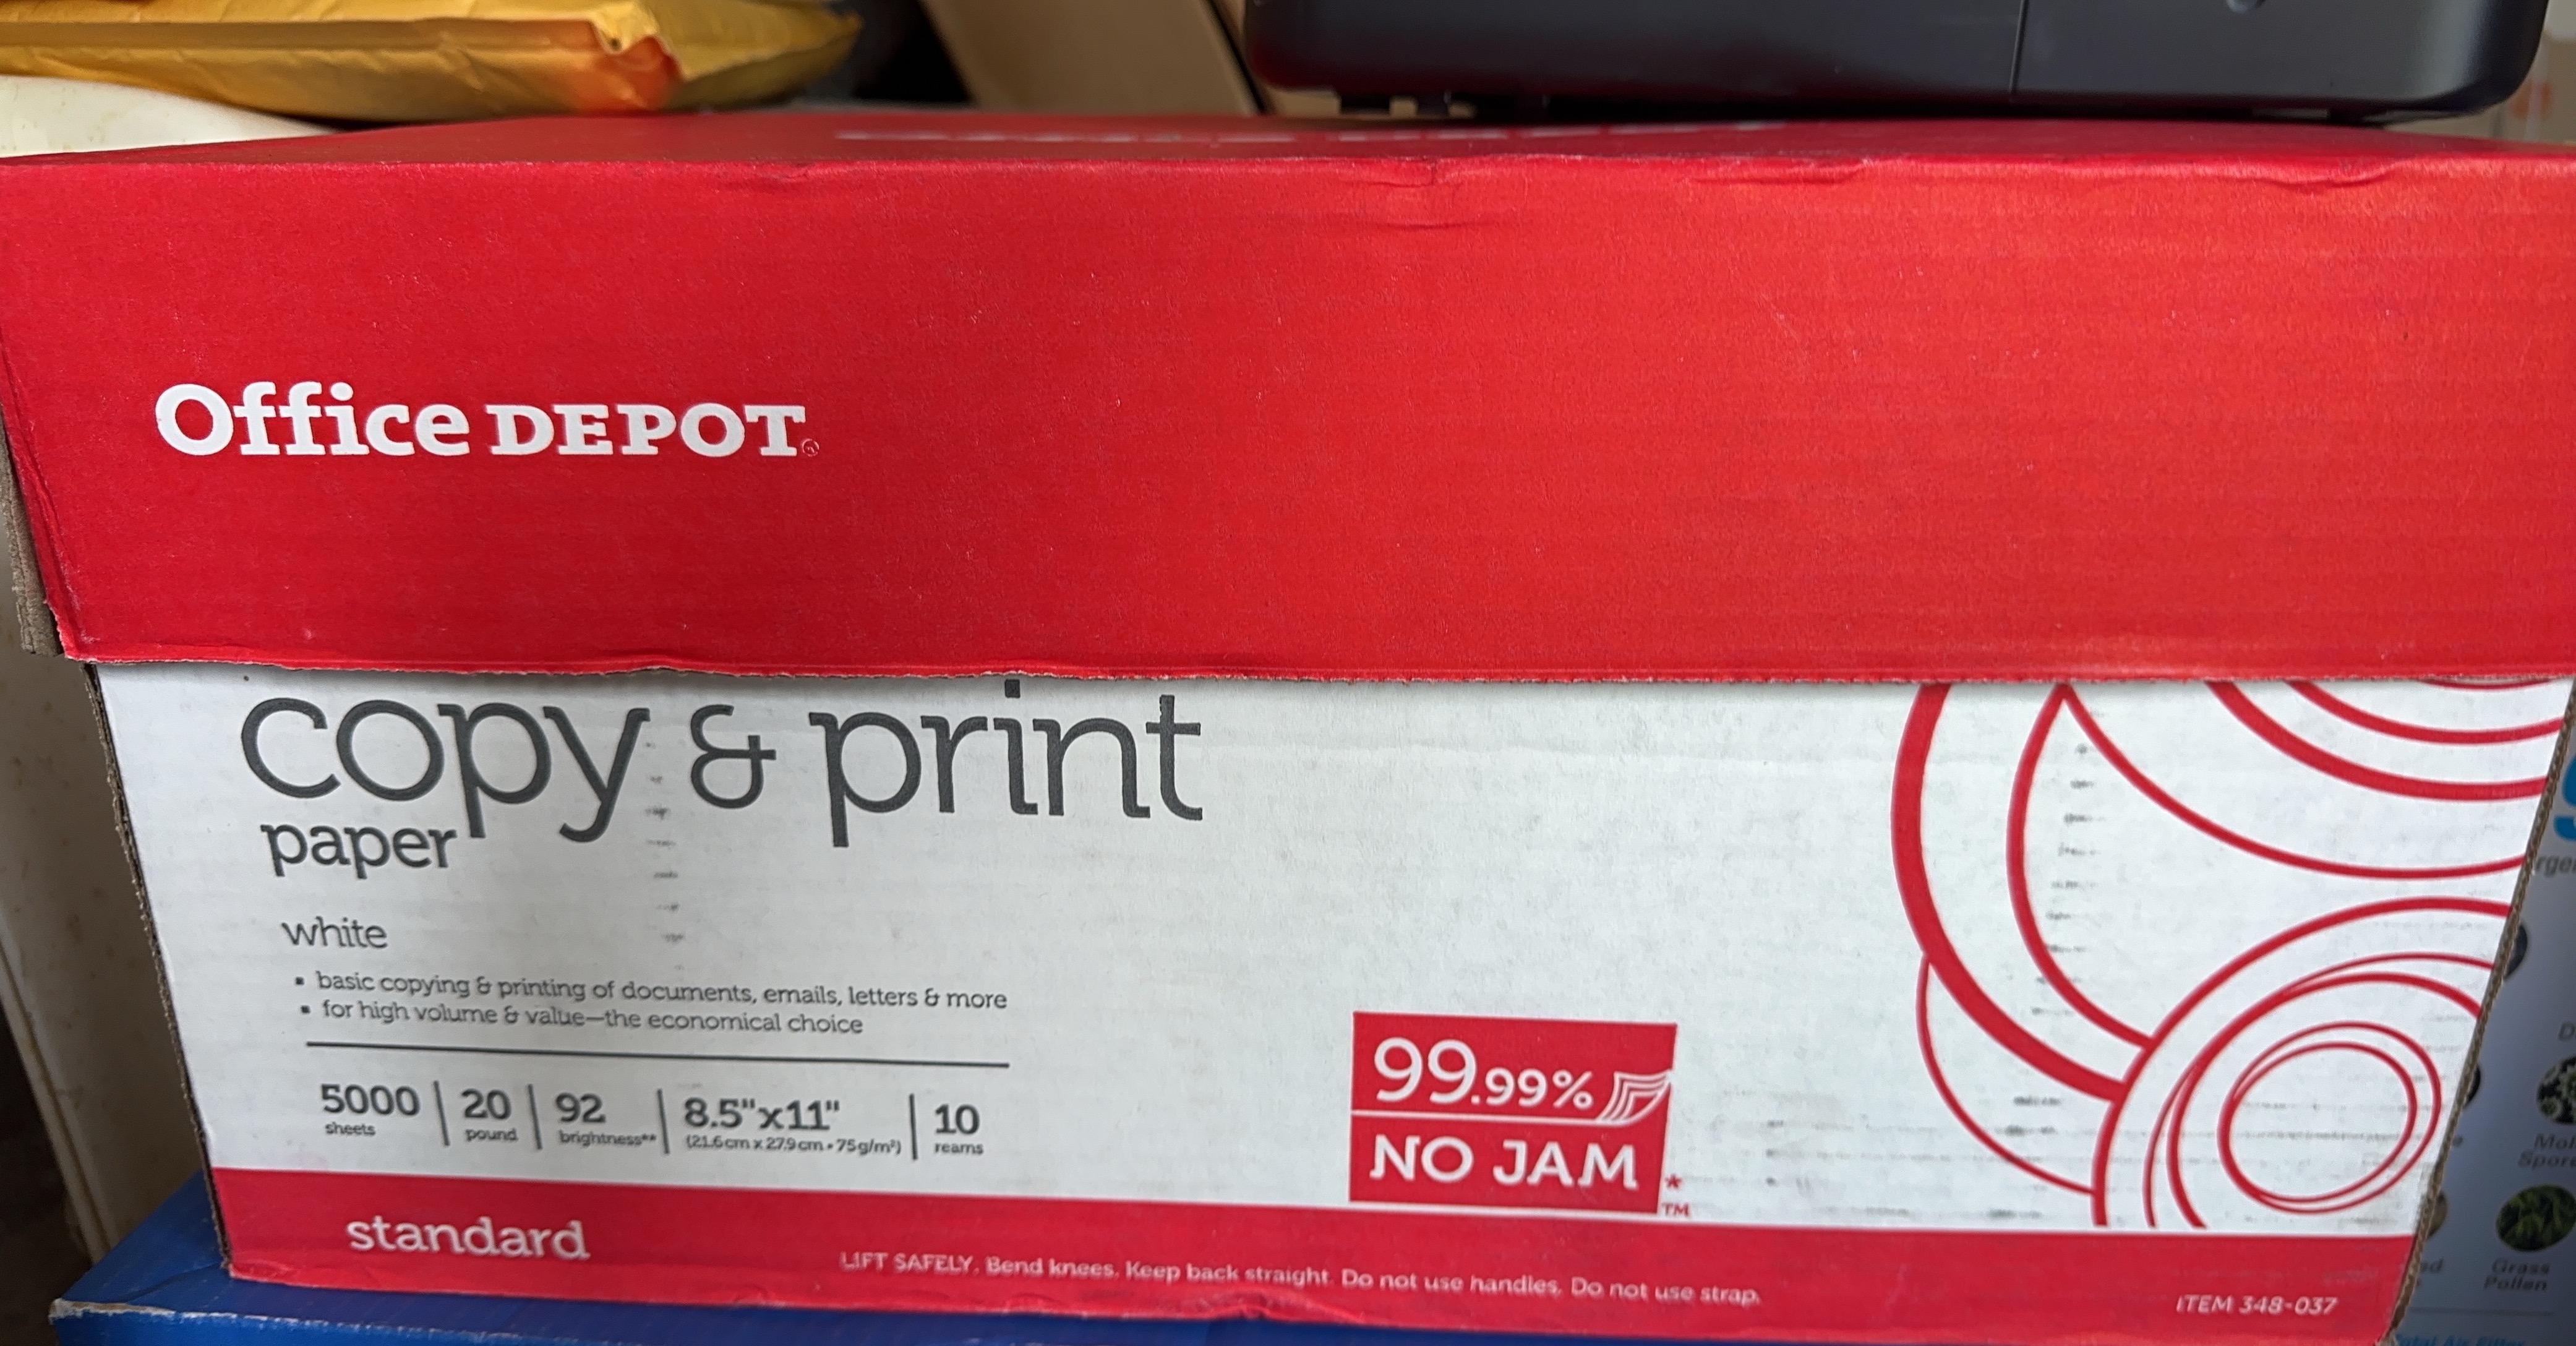 Office DEPOT®
copy & print
paper
white
▪ basic copying & printing of documents, emails, letters & more
▪ for high volume & value—the economical choice
5000 sheets | 20 pound | 92 brightness** | 8.5"x11" (21.6cm x 27.9cm • 75g/m²) | 10 reams
99.99%
NO JAM*™
standard
LIFT SAFELY. Bend knees. Keep back straight. Do not use handles. Do not use strap.
ITEM 348-037
Grass
Pollen